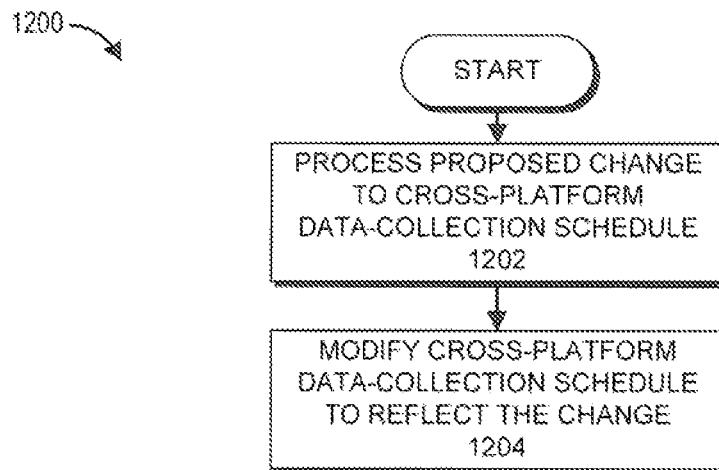 1200
START
PROCESS PROPOSED CHANGE
TO CROSS-PLATFORM
DATA-COLLECTION SCHEDULE
1202
MODIFY CROSS-PLATFORM
DATA-COLLECTION SCHEDULE
TO REFLECT THE CHANGE
1204